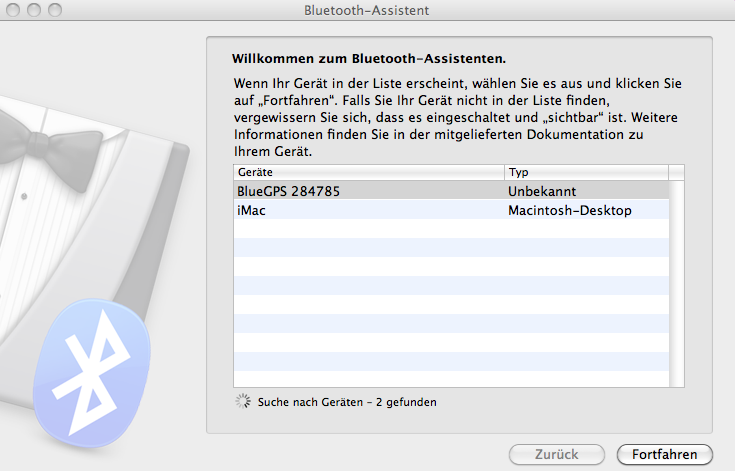 Bluetooth-Assistent
Willkommen zum Bluetooth-Assistenten.
Wenn Ihr Gerät in der Liste erscheint, wählen Sie es aus und klicken Sie
auf „Fortfahren“. Falls Sie Ihr Gerät nicht in der Liste finden,
vergewissern Sie sich, dass es eingeschaltet und „sichtbar“ ist. Weitere
Informationen finden Sie in der mitgelieferten Dokumentation zu
Ihrem Gerät.
Geräte Typ
BlueGPS 284785 Unbekannt
iMac Macintosh-Desktop
Suche nach Geräten – 2 gefunden
Zurück Fortfahren